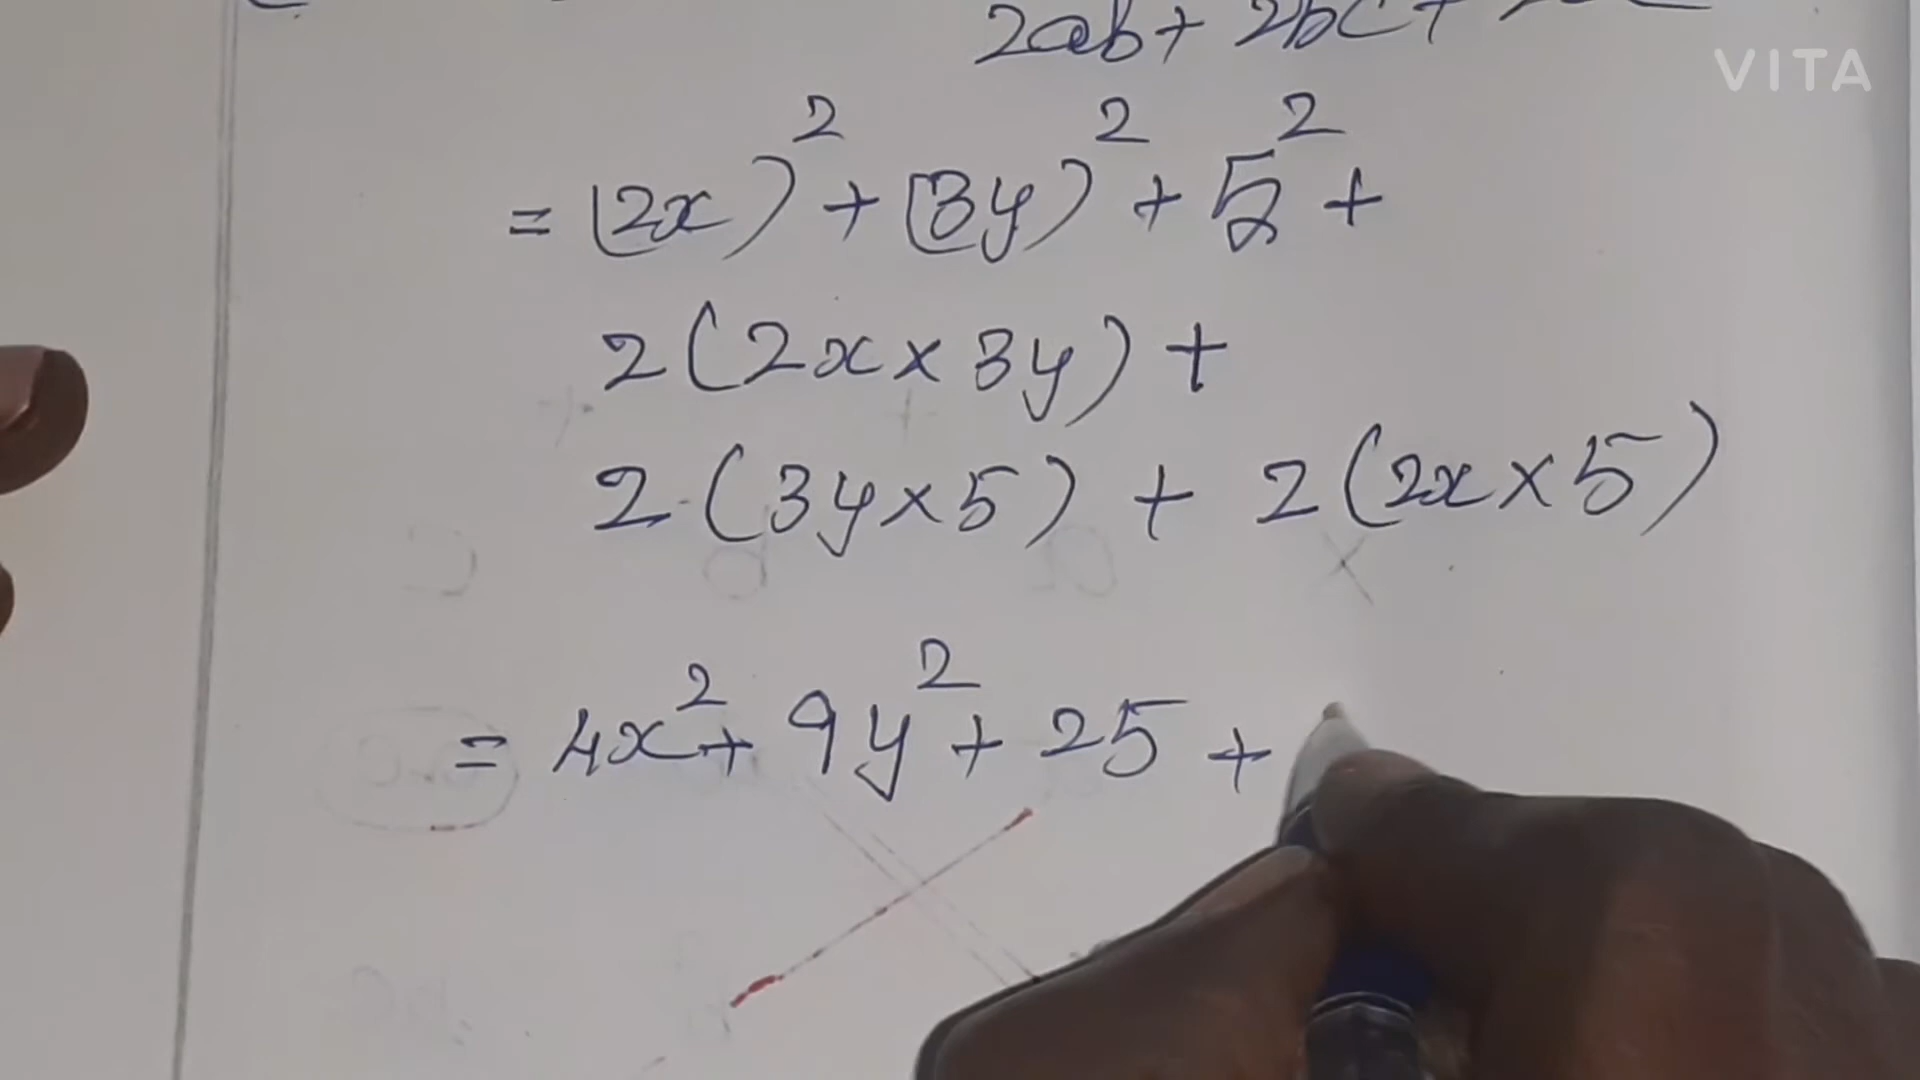 2ab + 2bc +
VITA
= (2x)² + (3y)² + 5² +
2 (2x × 3y) +
2 (3y × 5) + 2 (2x × 5)
= 4x² + 9y² + 25 +